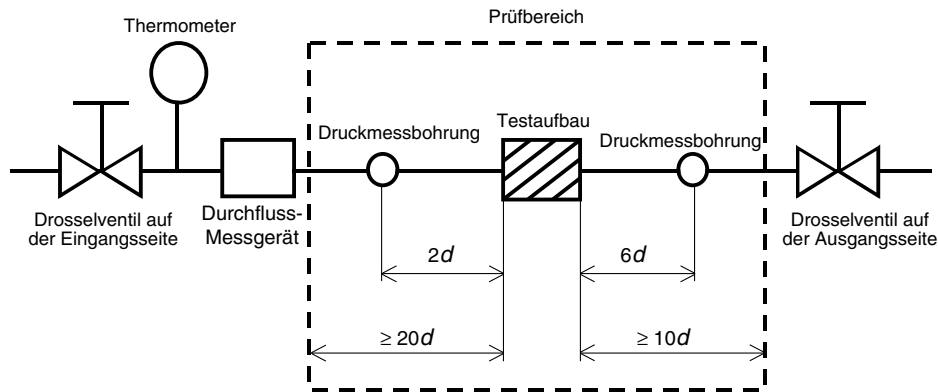 Prüfbereich
Thermometer
Druckmessbohrung
Testaufbau
Druckmessbohrung
Drosselventil auf
der Eingangsseite
Durchfluss-
Messgerät
Drosselventil auf
der Ausgangsseite
2d
6d
≥ 20d
≥ 10d